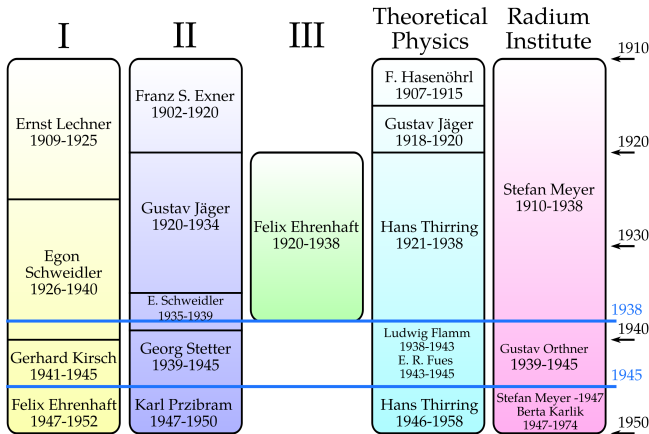 I
Ernst Lechner
1909-1925
Egon
Schweidler
1926-1940
Gerhard Kirsch
1941-1945
Felix Ehrenhaft
1947-1952
II
Franz S. Exner
1902-1920
Gustav Jäger
1920-1934
E. Schweidler
1935-1939
Georg Stetter
1939-1945
Karl Przibram
1947-1950
III
Felix Ehrenhaft
1920-1938
Theoretical
Physics
F. Hasenöhrl
1907-1915
Gustav Jäger
1918-1920
Hans Thirring
1921-1938
Ludwig Flamm
1938-1943
E. R. Fues
1943-1945
Hans Thirring
1946-1958
Radium
Institute
Stefan Meyer
1910-1938
Gustav Orthner
1939-1945
Stefan Meyer -1947
Berta Karlik
1947-1974
1910
1920
1930
1938
1940
1945
1950